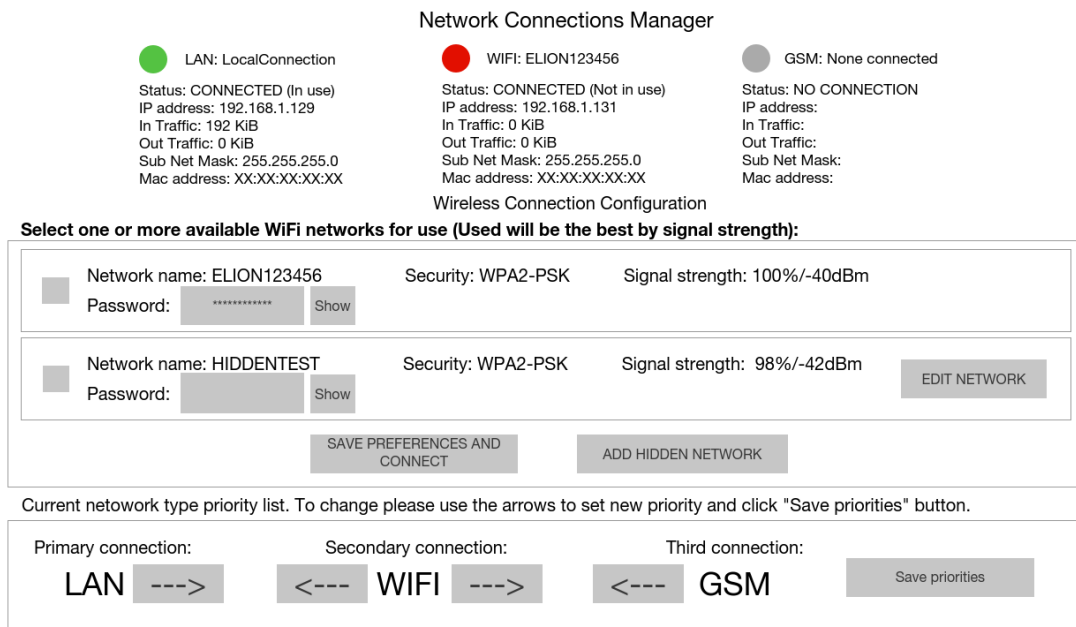 Network Connections Manager
LAN: LocalConnection
Status: CONNECTED (In use)
IP address: 192.168.1.129
In Traffic: 192 KiB
Out Traffic: 0 KiB
Sub Net Mask: 255.255.255.0
Mac address: XX:XX:XX:XX:XX
WIFI: ELION123456
Status: CONNECTED (Not in use)
IP address: 192.168.1.131
In Traffic: 0 KiB
Out Traffic: 0 KiB
Sub Net Mask: 255.255.255.0
Mac address: XX:XX:XX:XX:XX
GSM: None connected
Status: NO CONNECTION
IP address:
In Traffic:
Out Traffic:
Sub Net Mask:
Mac address:
Wireless Connection Configuration
Select one or more available WiFi networks for use (Used will be the best by signal strength):
Network name: ELION123456 Security: WPA2-PSK Signal strength: 100%/-40dBm
Password: ************ Show
Network name: HIDDENTEST Security: WPA2-PSK Signal strength: 98%/-42dBm
EDIT NETWORK
Password: Show
SAVE PREFERENCES AND
CONNECT
ADD HIDDEN NETWORK
Current netowork type priority list. To change please use the arrows to set new priority and click "Save priorities" button.
Primary connection: Secondary connection: Third connection:
LAN ---> <--- WIFI ---> <--- GSM Save priorities